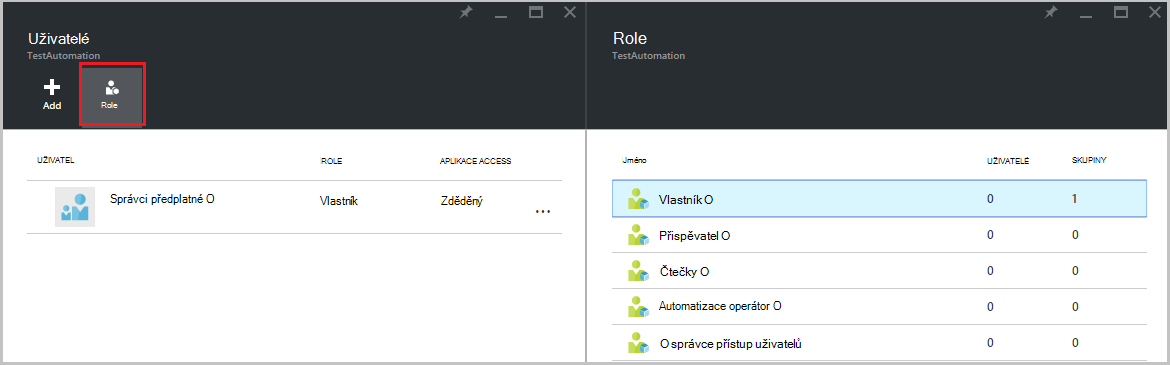 Uživatelé
TestAutomation
Add
Role
UŽIVATEL ROLE APLIKACE ACCESS
Správci předplatné O Vlastník Zděděný ...
Role
TestAutomation
Jméno UŽIVATELÉ SKUPINY
Vlastník O 0 1
Přispěvatel O 0 0
Čtečky O 0 0
Automatizace operátor O 0 0
O správce přístup uživatelů 0 0